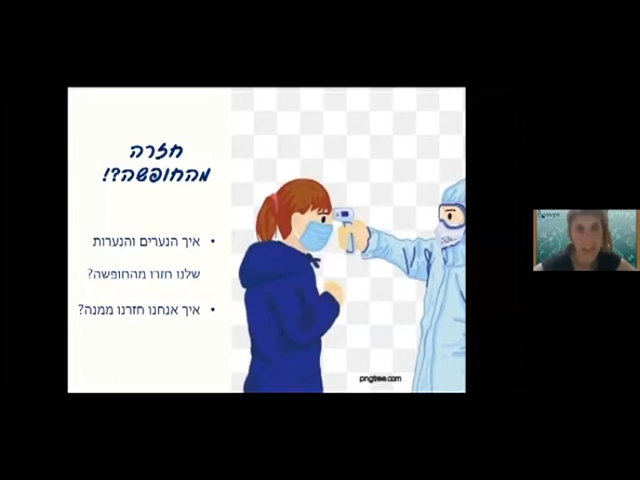 חזרה
מהחופשה?!
איך הנערים והנערות
שלנו חזרו מהחופשה?
איך אנחנו חזרנו ממנה?
pngtree.com